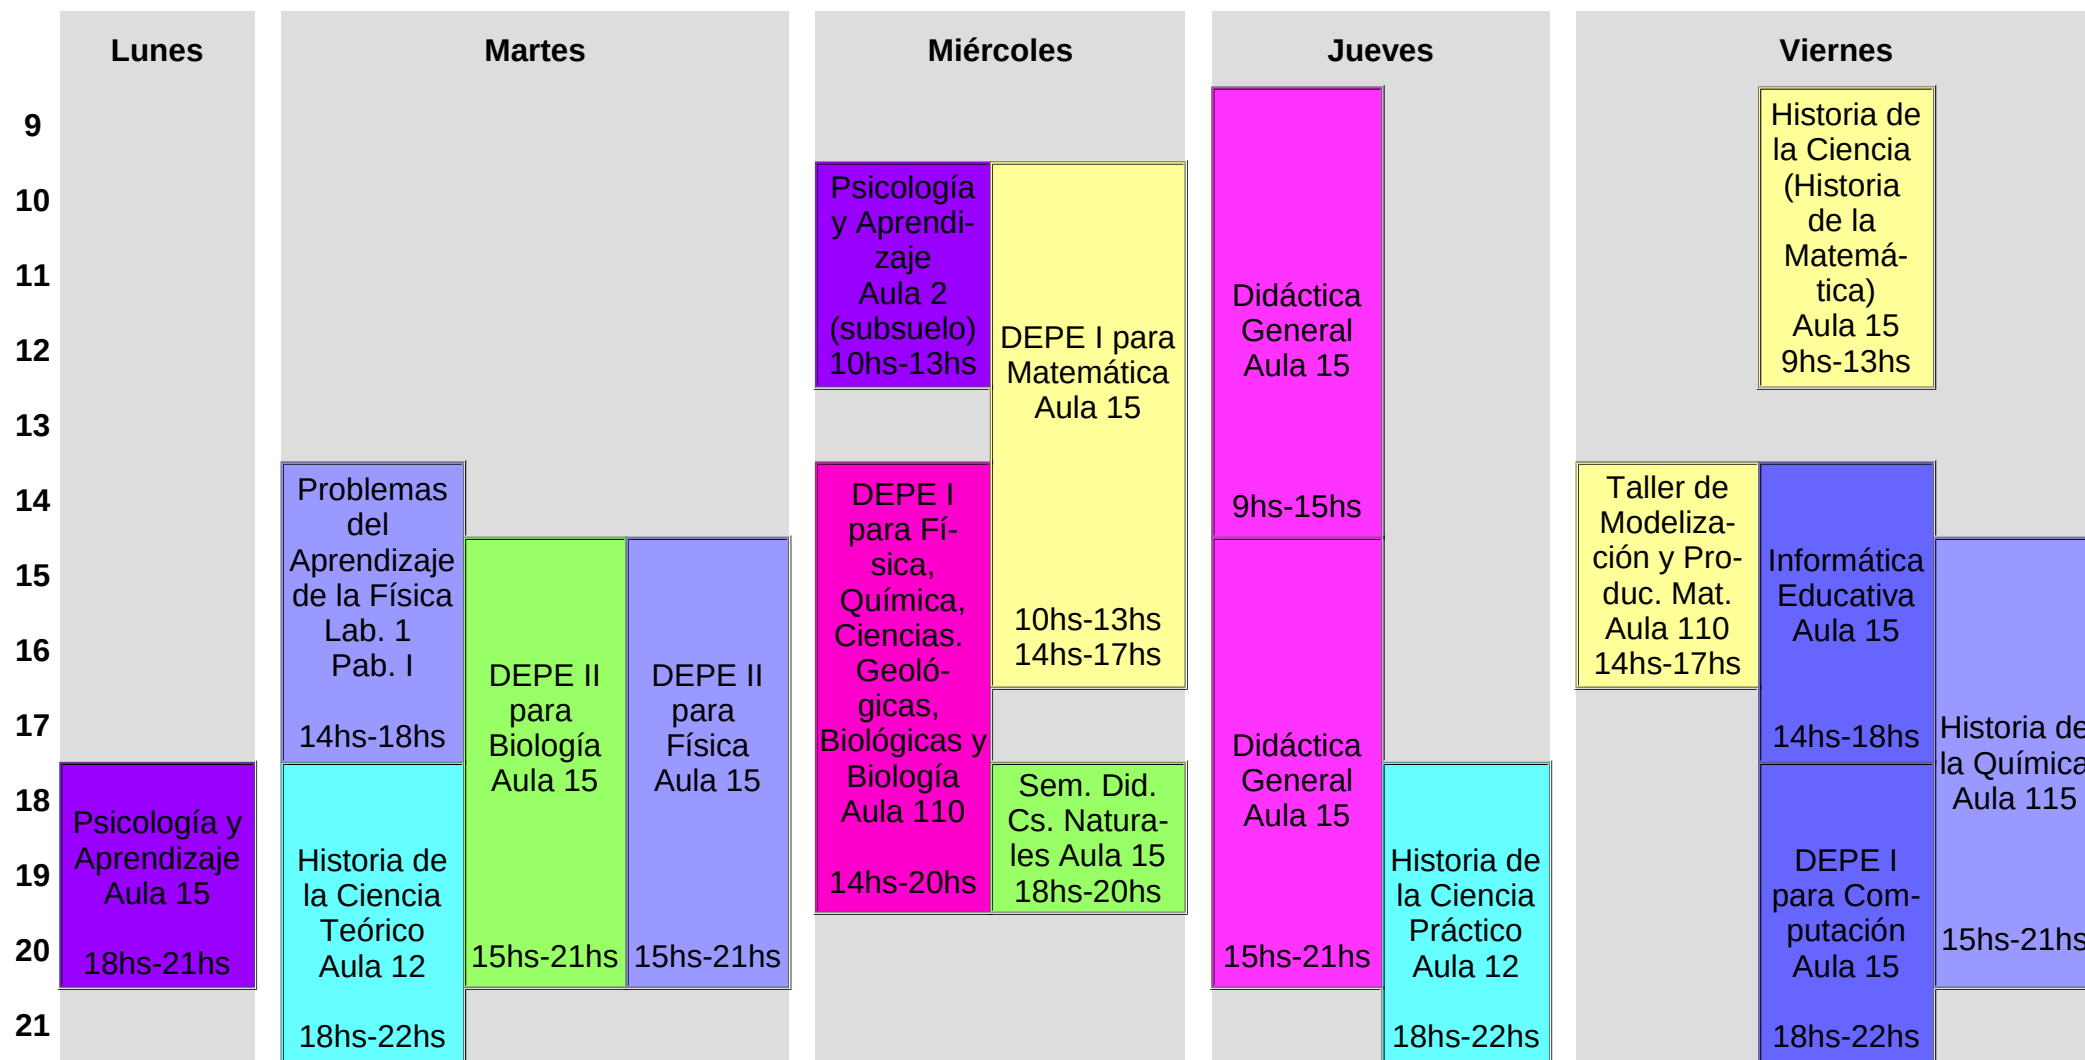 Lunes
Martes
Miércoles
Jueves
Viernes
9
10
11
12
13
14
15
16
17
18
19
20
21
Psicología y
Aprendizaje
Aula 15
18hs-21hs
Problemas
del
Aprendizaje
de la Física
Lab. 1
Pab. I
14hs-18hs
Historia de
la Ciencia
Teórico
Aula 12
18hs-22hs
DEPE II
para
Biología
Aula 15
15hs-21hs
DEPE II
para
Física
Aula 15
15hs-21hs
Psicología
y Aprendi-
zaje
Aula 2
(subsuelo)
10hs-13hs
DEPE I
para Fí-
sica,
Química,
Ciencias.
Geoló-
gicas,
Biológicas y
Biología
Aula 110
14hs-20hs
DEPE I para
Matemática
Aula 15
10hs-13hs
14hs-17hs
Sem. Did.
Cs. Natura-
les Aula 15
18hs-20hs
Didáctica
General
Aula 15
9hs-15hs
Didáctica
General
Aula 15
15hs-21hs
Historia de
la Ciencia
Práctico
Aula 12
18hs-22hs
Taller de
Modeliza-
ción y Pro-
duc. Mat.
Aula 110
14hs-17hs
Historia de
la Ciencia
(Historia
de la
Matemá-
tica)
Aula 15
9hs-13hs
Informática
Educativa
Aula 15
14hs-18hs
DEPE I
para Com-
putación
Aula 15
18hs-22hs
Historia de
la Química
Aula 115
15hs-21hs